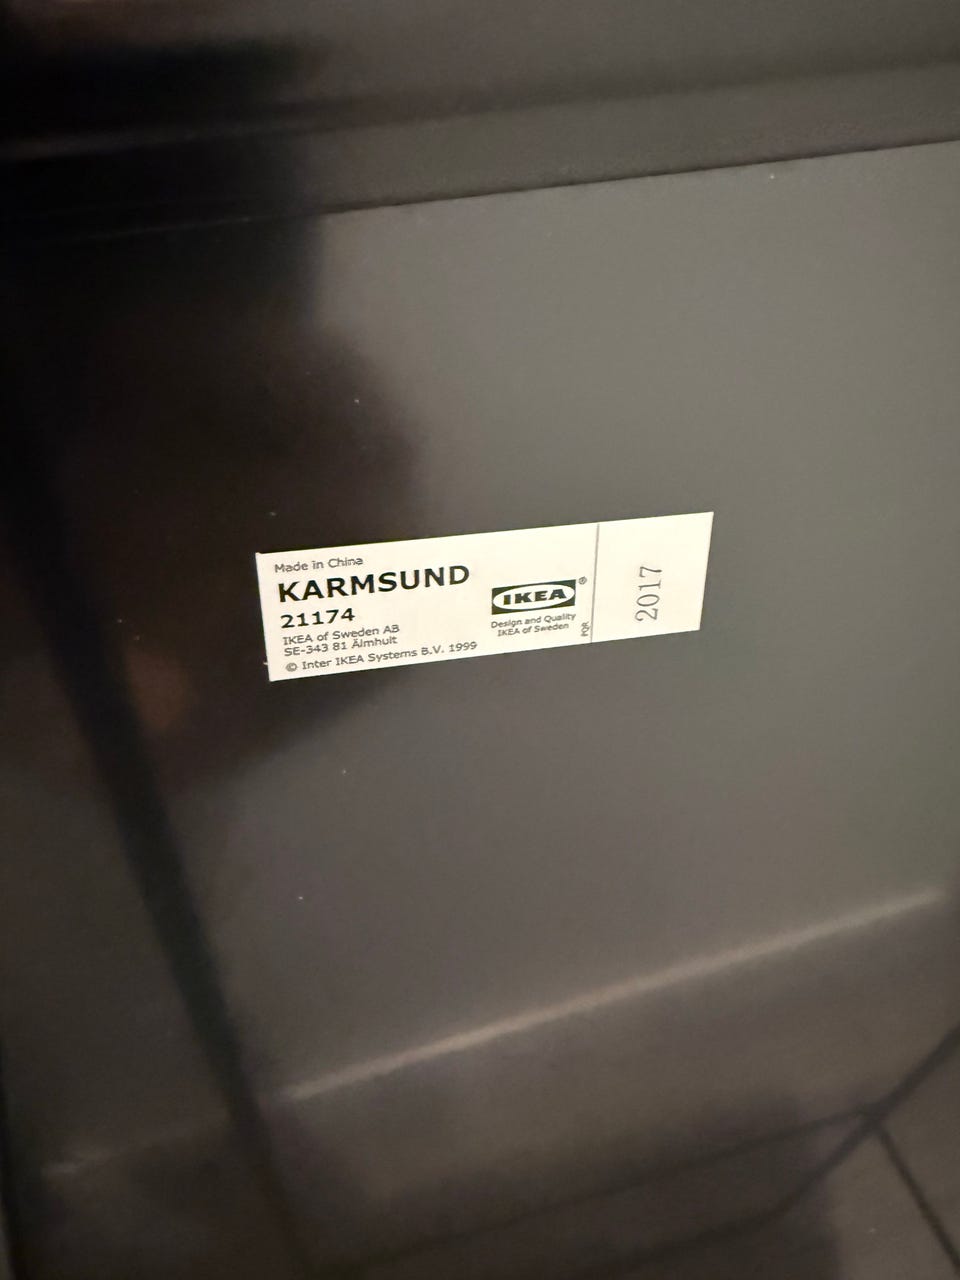 Made in China
KARMSUND
21174
IKEA of Sweden AB
SE-343 81 Älmhult
© Inter IKEA Systems B.V. 1999
IKEA®
Design and Quality
IKEA of Sweden
PQR
2017